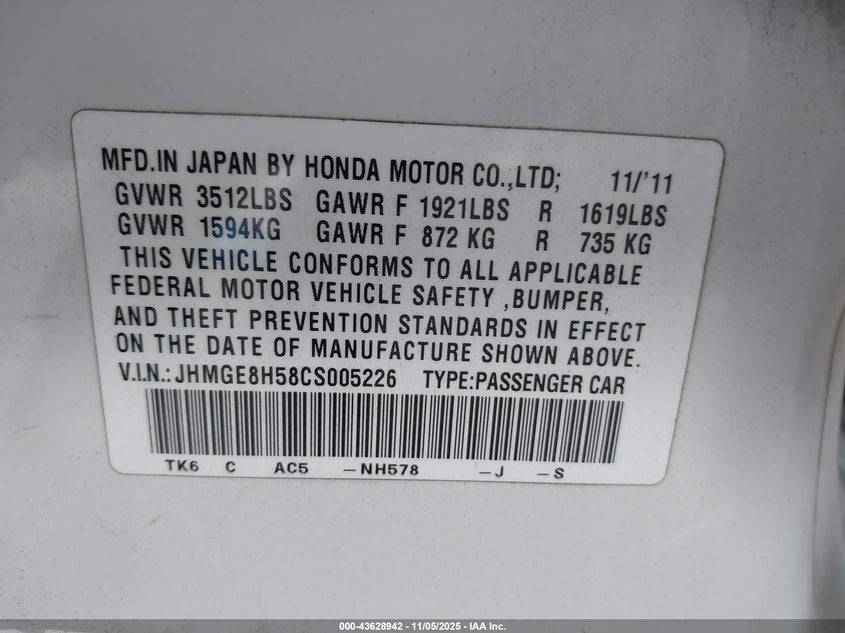 MFD.IN JAPAN BY HONDA MOTOR CO.,LTD; 11/'11
GVWR 3512LBS GAWR F 1921LBS R 1619LBS
GVWR 1594KG GAWR F 872 KG R 735 KG
THIS VEHICLE CONFORMS TO ALL APPLICABLE
FEDERAL MOTOR VEHICLE SAFETY ,BUMPER,
AND THEFT PREVENTION STANDARDS IN EFFECT
ON THE DATE OF MANUFACTURE SHOWN ABOVE.
V.I.N.: JHMGE8H58CS005226 TYPE:PASSENGER CAR
TK6 C AC5 -NH578 -J -S
000-43628942 - 11/05/2025 - IAA Inc.